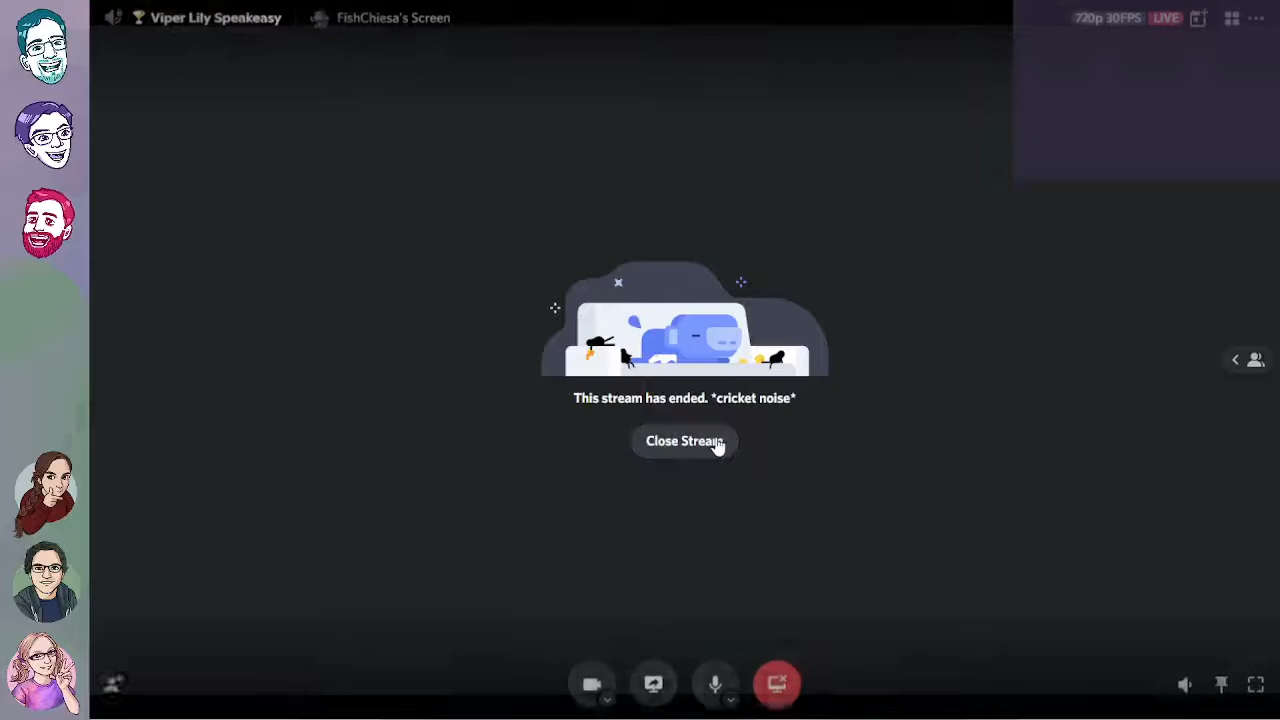 Viper Lily Speakeasy
FishChiesa's Screen
720p 30FPS LIVE
This stream has ended. *cricket noise*
Close Stream